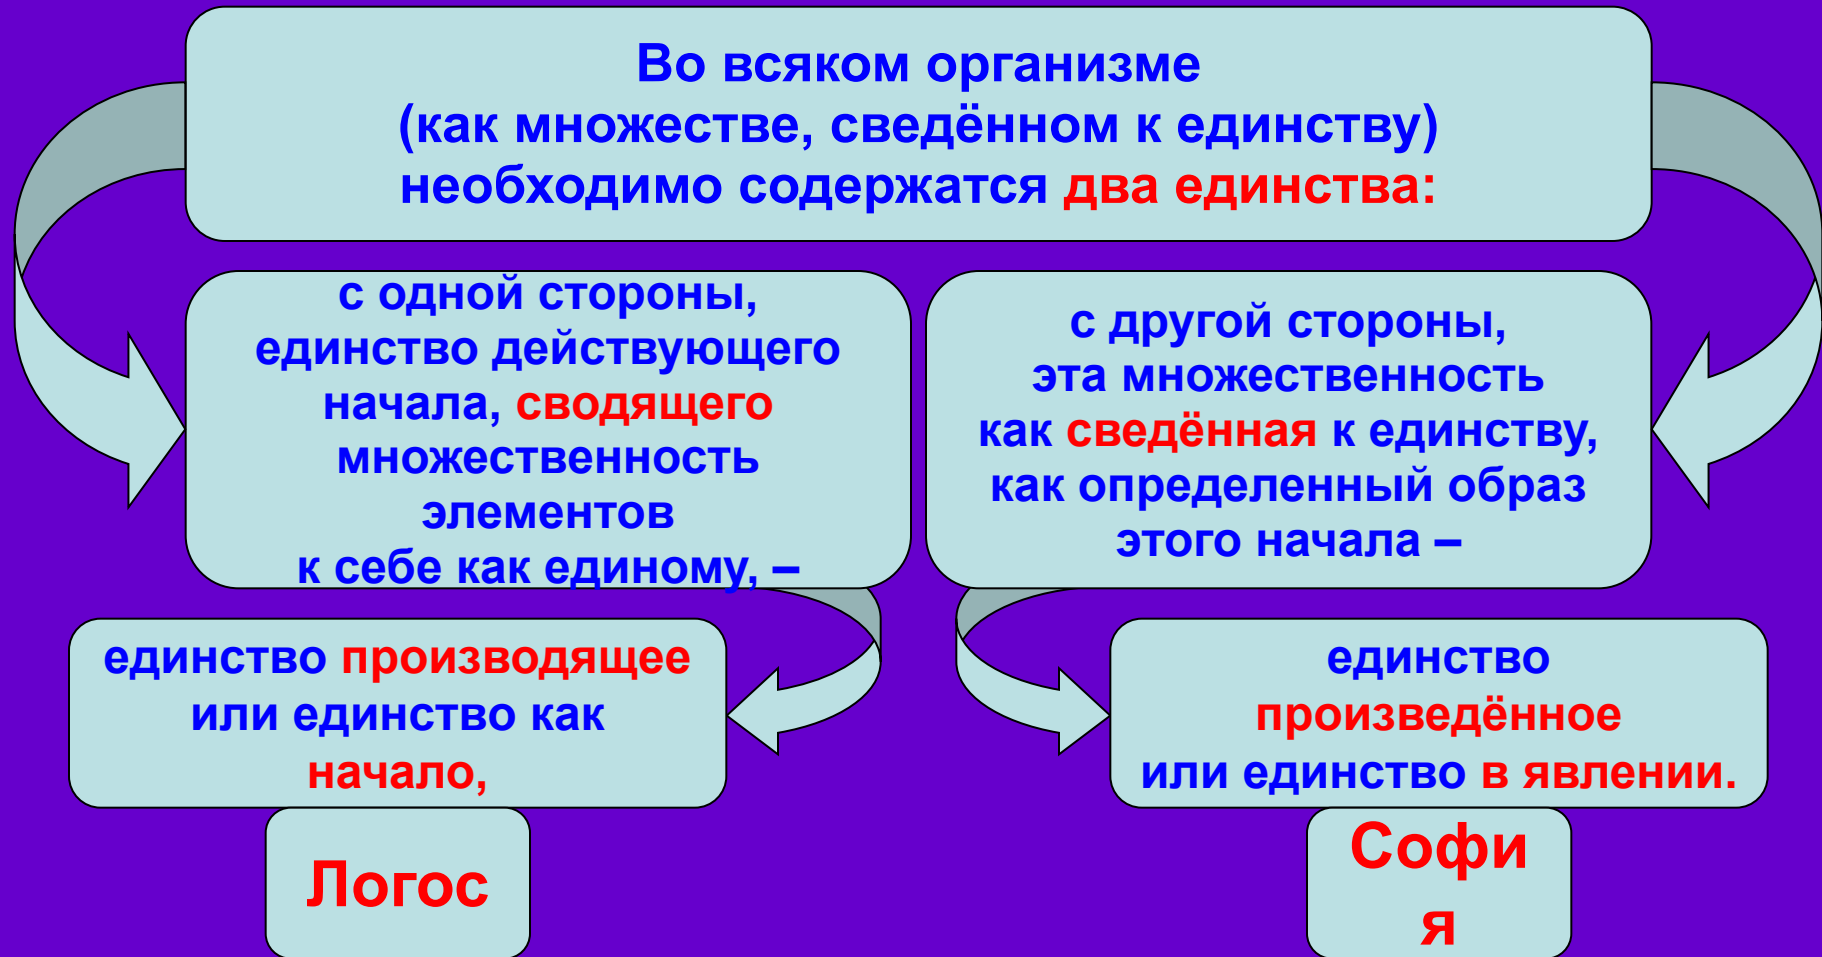 Во всяком организме
(как множестве, сведённом к единству)
необходимо содержатся два единства:
с одной стороны,
единство действующего
начала, сводящего
множественность
элементов
к себе как единому, –
с другой стороны,
эта множественность
как сведённая к единству,
как определенный образ
этого начала –
единство производящее
или единство как
начало,
единство
произведённое
или единство в явлении.
Логос
Софи
я